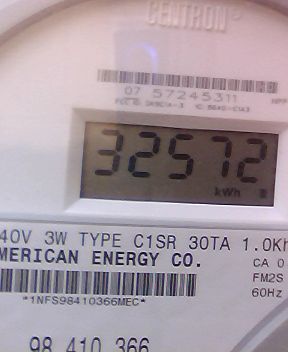 CENTRON®
07 57245311
32572
kWh
40V 3W TYPE C1SR 30TA 1.0Kh
MERICAN ENERGY CO.
CA 0
FM2S
60Hz
*1NFS98410366MEC*
98 410 366